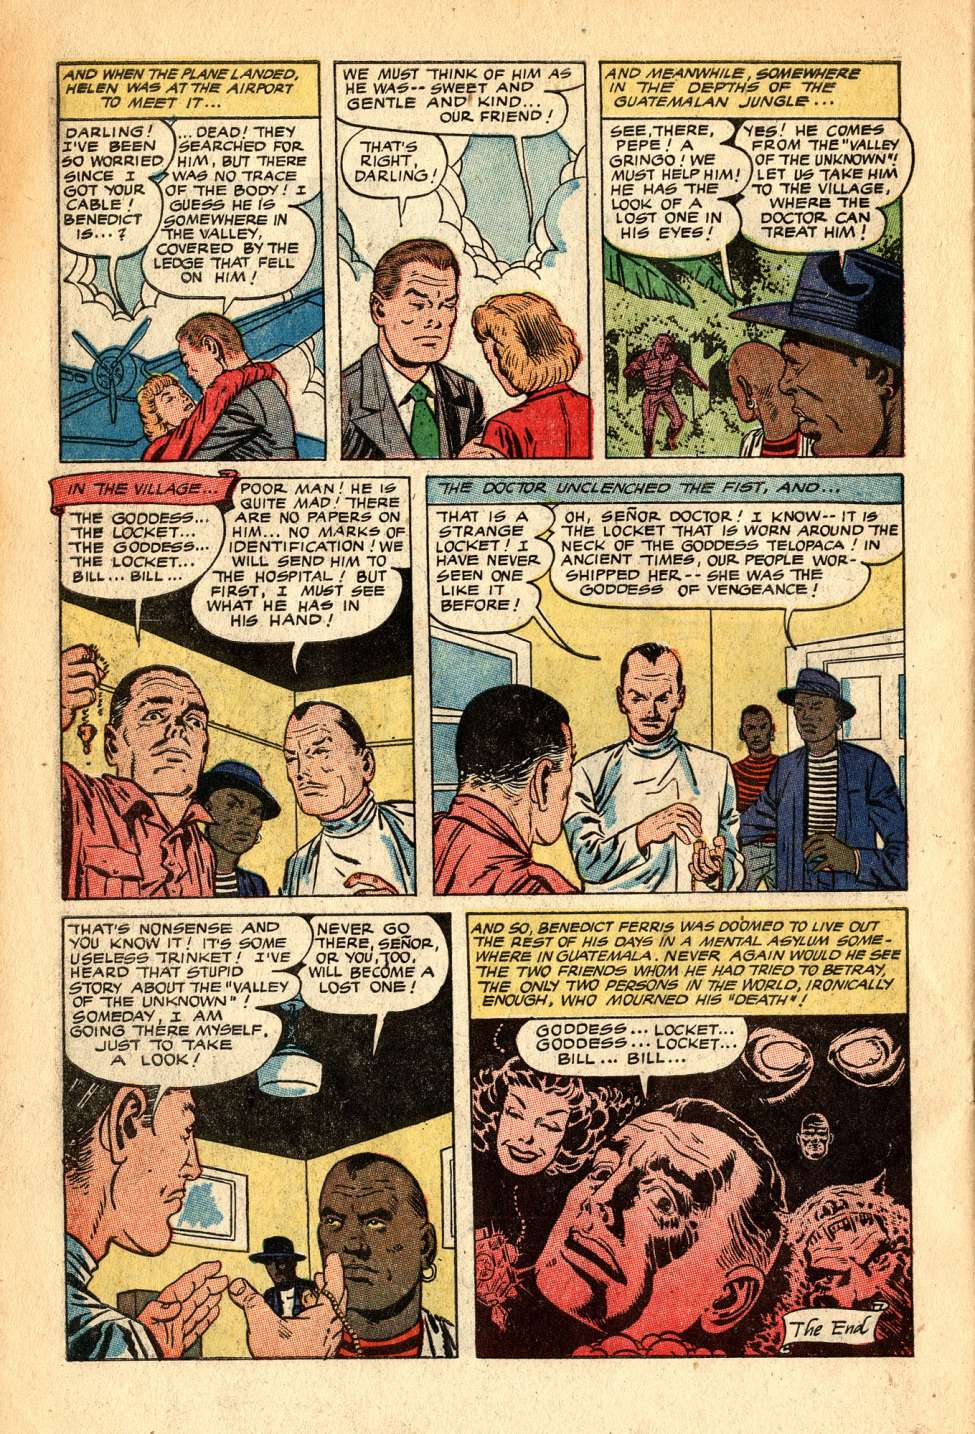 AND WHEN THE PLANE LANDED,
HELEN WAS AT THE AIRPORT
TO MEET IT...
DARLING!
I'VE BEEN
SO WORRIED
SINCE I
GOT YOUR
CABLE!
BENEDICT
IS...?
...DEAD! THEY
SEARCHED FOR
HIM, BUT THERE
WAS NO TRACE
OF THE BODY! I
GUESS HE IS
SOMEWHERE IN
THE VALLEY,
COVERED BY THE
LEDGE THAT FELL
ON HIM!
WE MUST THINK OF HIM AS
HE WAS-- SWEET AND
GENTLE AND KIND...
OUR FRIEND!
THAT'S
RIGHT,
DARLING!
AND MEANWHILE, SOMEWHERE
IN THE DEPTHS OF THE
GUATEMALAN JUNGLE...
SEE, THERE,
PEPE! A
GRINGO! WE
MUST HELP HIM!
HE HAS THE
LOOK OF A
LOST ONE IN
HIS EYES!
YES! HE COMES
FROM THE "VALLEY
OF THE UNKNOWN"!
LET US TAKE HIM
TO THE VILLAGE,
WHERE THE
DOCTOR CAN
TREAT HIM!
IN THE VILLAGE...
THE GODDESS...
THE LOCKET...
THE GODDESS...
THE LOCKET...
BILL... BILL...
POOR MAN! HE IS
QUITE MAD! THERE
ARE NO PAPERS ON
HIM... NO MARKS OF
IDENTIFICATION! WE
WILL SEND HIM TO
THE HOSPITAL! BUT
FIRST, I MUST SEE
WHAT HE HAS IN
HIS HAND!
THE DOCTOR UNCLENCHED THE FIST, AND...
THAT IS A
STRANGE
LOCKET! I
HAVE NEVER
SEEN ONE
LIKE IT
BEFORE!
OH, SEÑOR DOCTOR! I KNOW-- IT IS
THE LOCKET THAT IS WORN AROUND THE
NECK OF THE GODDESS TELOPACA! IN
ANCIENT TIMES, OUR PEOPLE WOR-
SHIPPED HER-- SHE WAS THE
GODDESS OF VENGEANCE!
THAT'S NONSENSE AND
YOU KNOW IT! IT'S SOME
USELESS TRINKET! I'VE
HEARD THAT STUPID
STORY ABOUT THE "VALLEY
OF THE UNKNOWN"!
SOMEDAY, I AM
GOING THERE MYSELF,
JUST TO TAKE
A LOOK!
NEVER GO
THERE, SEÑOR,
OR YOU, TOO,
WILL BECOME A
LOST ONE!
AND SO, BENEDICT FERRIS WAS DOOMED TO LIVE OUT
THE REST OF HIS DAYS IN A MENTAL ASYLUM SOME-
WHERE IN GUATEMALA. NEVER AGAIN WOULD HE SEE
THE TWO FRIENDS WHOM HE HAD TRIED TO BETRAY,
THE ONLY TWO PERSONS IN THE WORLD, IRONICALLY
ENOUGH, WHO MOURNED HIS "DEATH"!
GODDESS... LOCKET...
GODDESS... LOCKET...
BILL... BILL...
The End